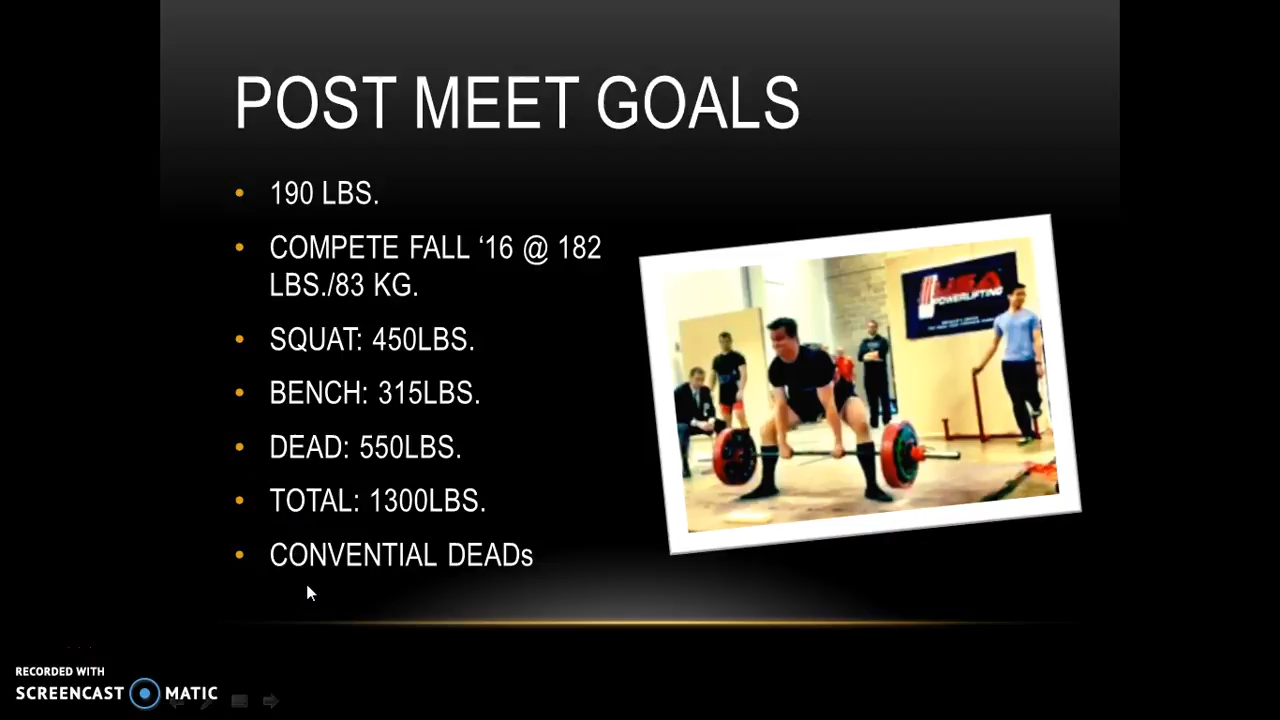 POST MEET GOALS
• 190 LBS.
• COMPETE FALL ‘16 @ 182
LBS./83 KG.
• SQUAT: 450LBS.
• BENCH: 315LBS.
• DEAD: 550LBS.
• TOTAL: 1300LBS.
• CONVENTIAL DEADs
USA
POWERLIFTING
RECORDED WITH
SCREENCAST MATIC